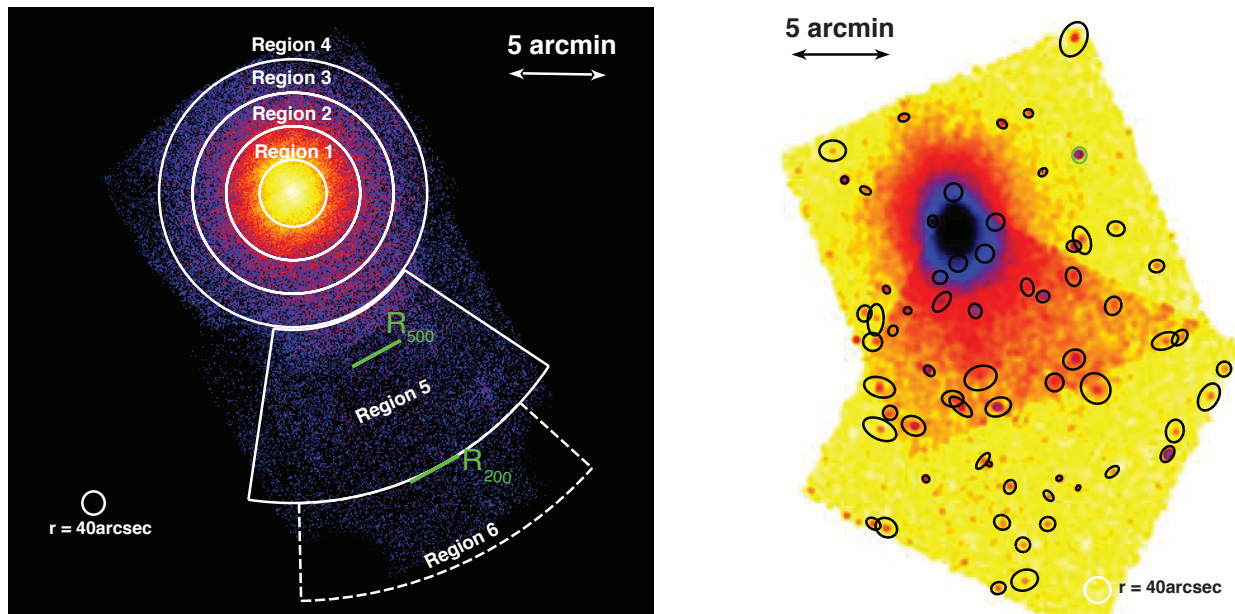 Region 4
5 arcmin
Region 3
Region 2
Region 1
R500
Region 5
R200
r = 40arcsec
Region 6
5 arcmin
r = 40arcsec